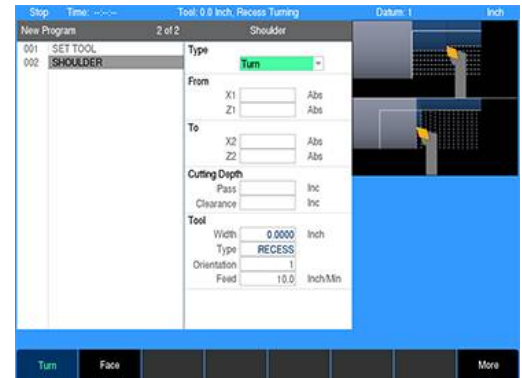 Stop Time: --:--:-- Tool: 0.0 Inch, Recess Turning Datum: 1 Inch
New Program 2 of 2 Shoulder
001 SET TOOL
002 SHOULDER
Type
Turn
From
X1 Abs
Z1 Abs
To
X2 Abs
Z2 Abs
Cutting Depth
Pass Inc
Clearance Inc
Tool
Width 0.0000 Inch
Type RECESS
Orientation 1
Feed 10.0 Inch/Min
Turn Face More